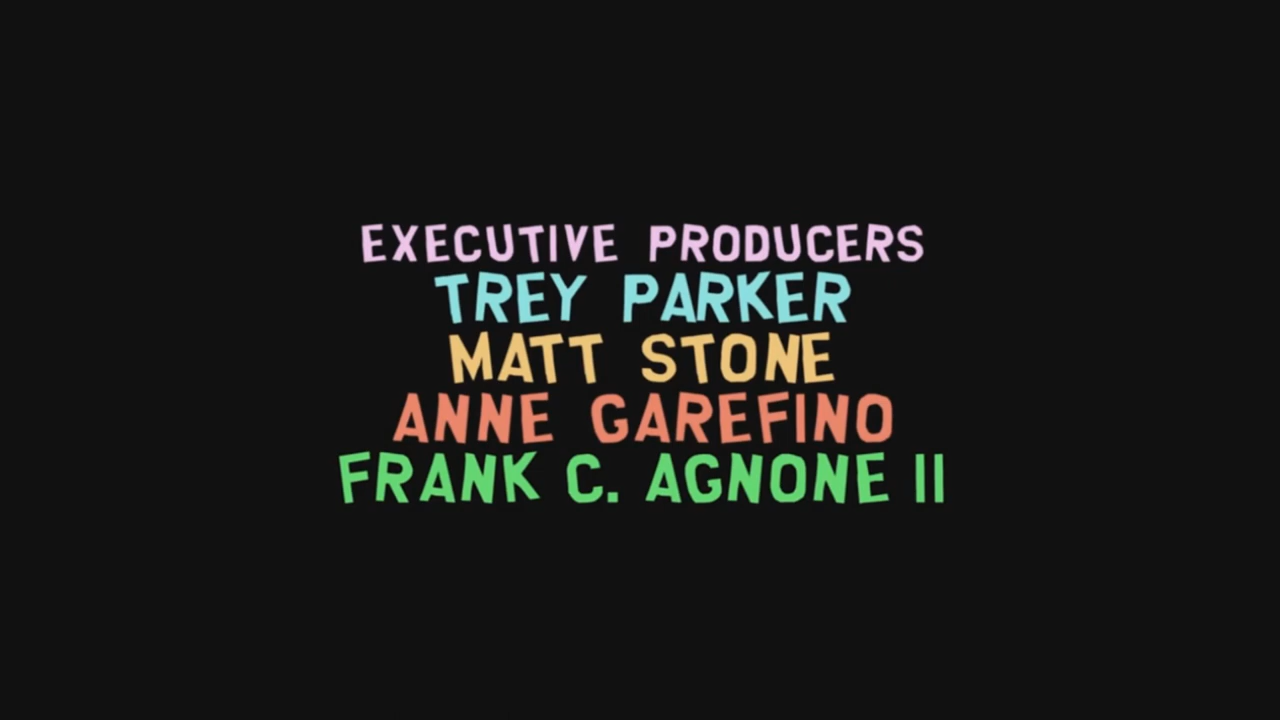 EXECUTIVE PRODUCERS
TREY PARKER
MATT STONE
ANNE GAREFINO
FRANK C. AGNONE II